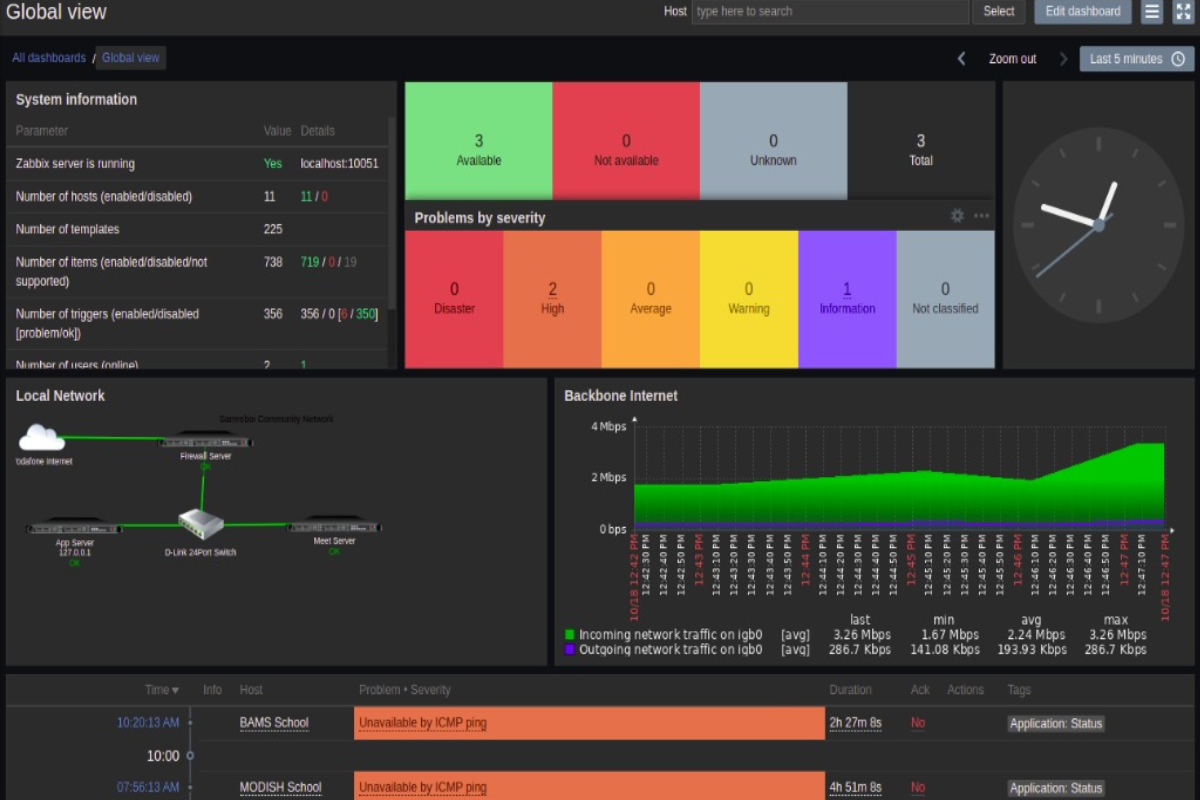 Global view
Host type here to search Select Edit dashboard
All dashboards / Global view
Zoom out Last 5 minutes
System information
Parameter Value Details
Zabbix server is running Yes localhost:10051
Number of hosts (enabled/disabled) 11 11 / 0
Number of templates 225
Number of items (enabled/disabled/not supported) 738 719 / 0 / 19
Number of triggers (enabled/disabled [problem/ok]) 356 356 / 0 [6 / 350]
Number of users (online) 2 1
3 Available
0 Not available
0 Unknown
3 Total
Problems by severity
0 Disaster
2 High
0 Average
0 Warning
1 Information
0 Not classified
Local Network
Community Network
odafone Internet
Firewall Server
OK
App Server
127.0.0.1
OK
D-Link 24Port Switch
Meet Server
OK
Backbone Internet
4 Mbps
2 Mbps
0 bps
10/18 12:42 PM
12:42:30 PM
12:42:40 PM
12:42:50 PM
12:43 PM
12:43:10 PM
12:43:20 PM
12:43:30 PM
12:43:40 PM
12:43:50 PM
12:44 PM
12:44:10 PM
12:44:20 PM
12:44:30 PM
12:44:40 PM
12:44:50 PM
12:45 PM
12:45:10 PM
12:45:20 PM
12:45:30 PM
12:45:40 PM
12:45:50 PM
12:46 PM
12:46:10 PM
12:46:20 PM
12:46:30 PM
12:46:40 PM
12:46:50 PM
12:47 PM
12:47:10 PM
10/18 12:47 PM
last min avg max
Incoming network traffic on igb0 [avg] 3.26 Mbps 1.67 Mbps 2.24 Mbps 3.26 Mbps
Outgoing network traffic on igb0 [avg] 286.7 Kbps 141.08 Kbps 193.93 Kbps 286.7 Kbps
Time ▼ Info Host Problem • Severity Duration Ack Actions Tags
10:20:13 AM BAMS School Unavailable by ICMP ping 2h 27m 8s No Application: Status
10:00
07:56:13 AM MODISH School Unavailable by ICMP ping 4h 51m 8s No Application: Status